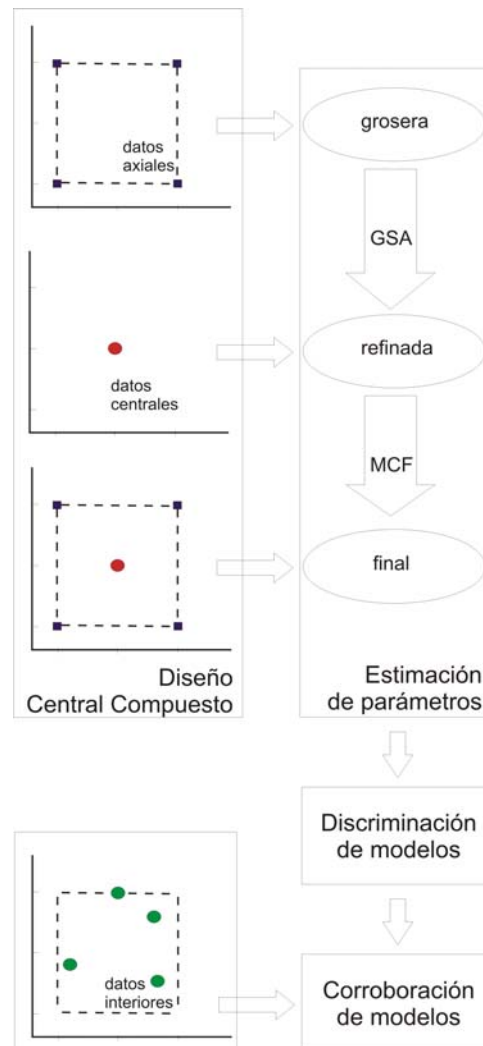 datos
axiales
grosera
GSA
datos
centrales
refinada
MCF
final
Diseño
Central Compuesto
Estimación
de parámetros
Discriminación
de modelos
datos
interiores
Corroboración
de modelos